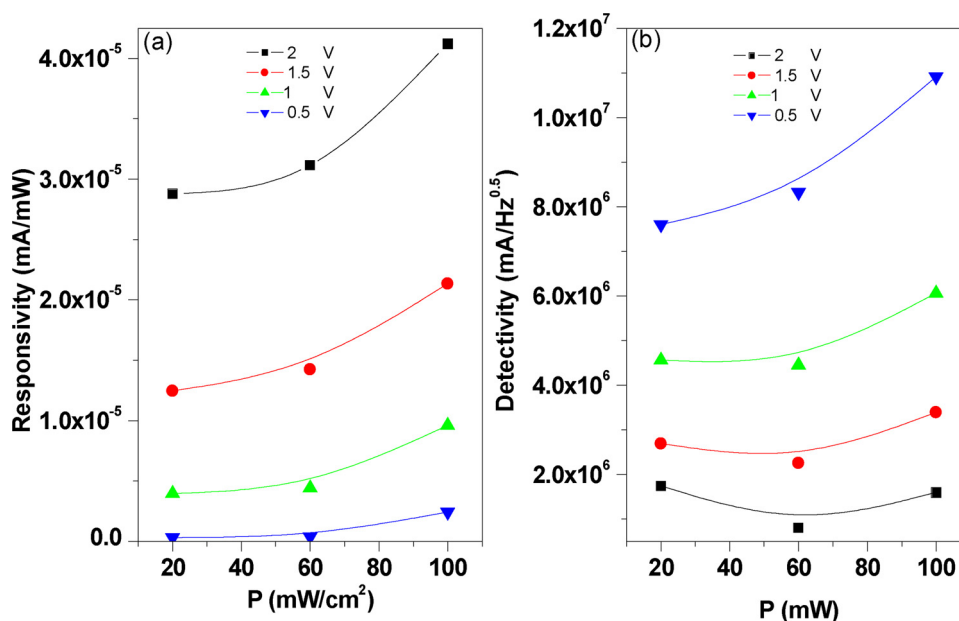 (a)
2 V
1.5 V
1 V
0.5 V
4.0x10⁻⁵
3.0x10⁻⁵
2.0x10⁻⁵
1.0x10⁻⁵
0.0
Responsivity (mA/mW)
20 40 60 80 100
P (mW/cm²)
(b)
2 V
1.5 V
1 V
0.5 V
1.2x10⁷
1.0x10⁷
8.0x10⁶
6.0x10⁶
4.0x10⁶
2.0x10⁶
Detectivity (mA/Hz⁰·⁵)
20 40 60 80 100
P (mW)